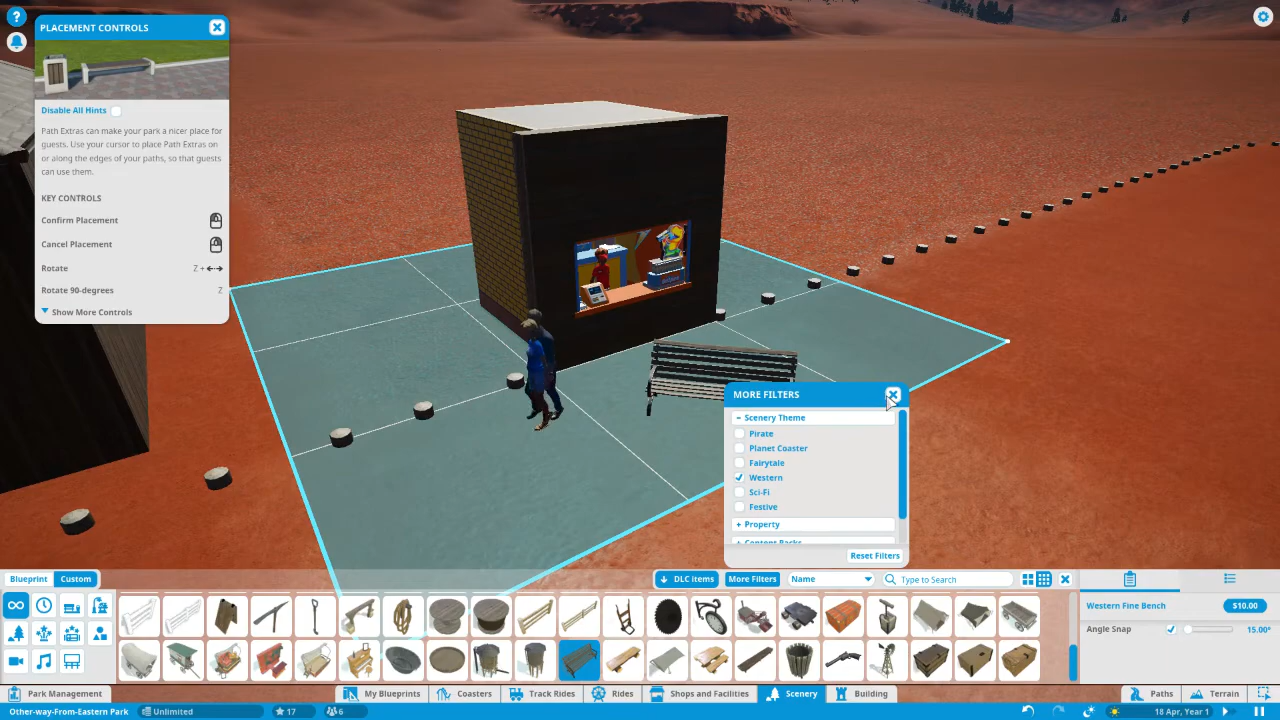 PLACEMENT CONTROLS
Disable All Hints
Path Extras can make your park a nicer place for
guests. Use your cursor to place Path Extras on
or along the edges of your paths, so that guests
can use them.
KEY CONTROLS
Confirm Placement
Cancel Placement
Rotate Z +
Rotate 90-degrees Z
Show More Controls
MORE FILTERS
– Scenery Theme
Pirate
Planet Coaster
Fairytale
Western
Sci-Fi
Festive
+ Property
+ Content Packs
Reset Filters
Blueprint Custom DLC items More Filters Name Type to Search
Western Fine Bench $10.00
Angle Snap 15.00°
Park Management My Blueprints Coasters Track Rides Rides Shops and Facilities Scenery Building Paths Terrain
Other-way-From-Eastern Park Unlimited 17 6 18 Apr, Year 1